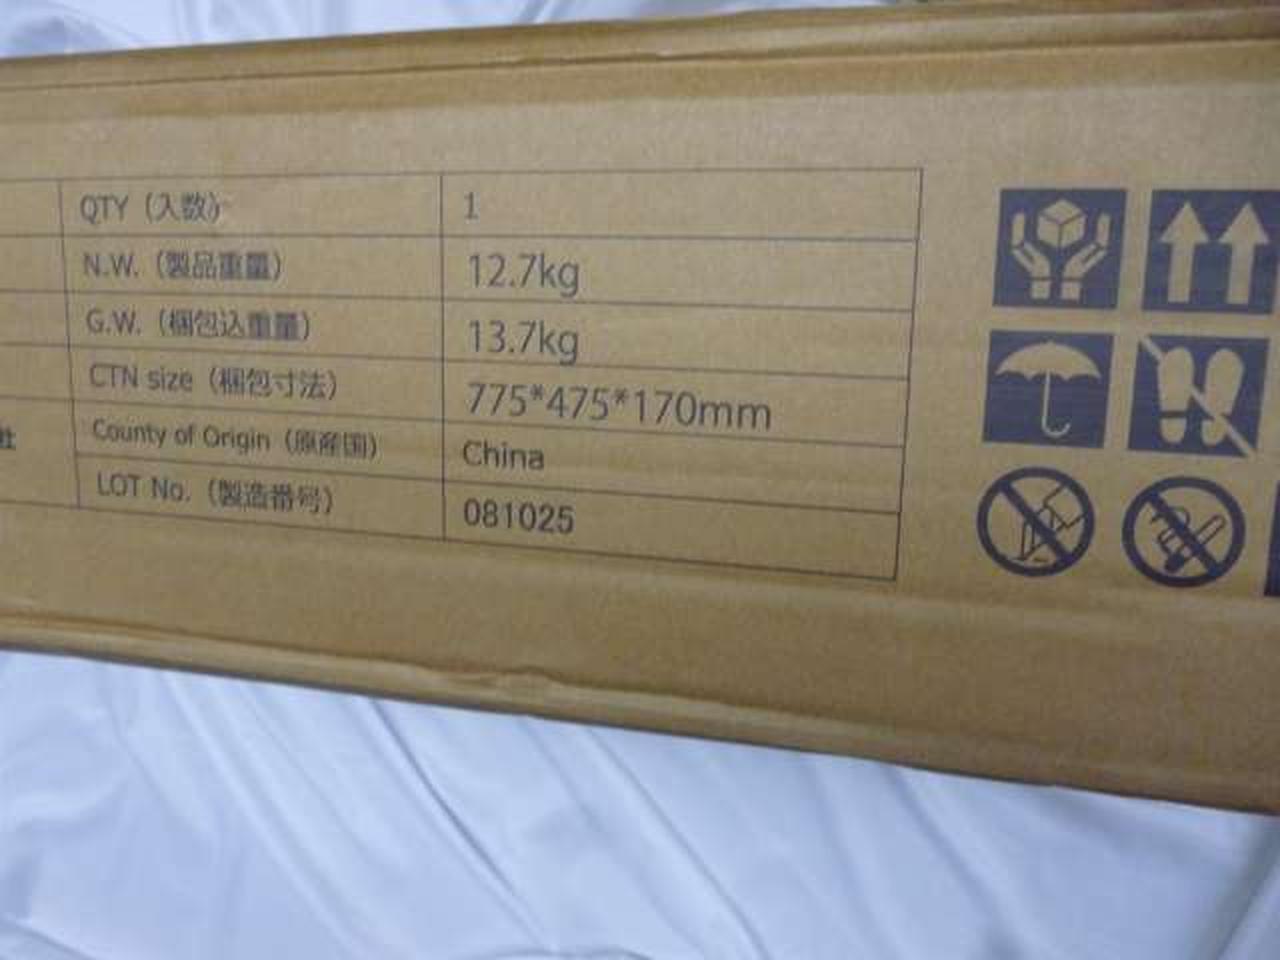 QTY（入数）
1
N.W.（製品重量）
12.7kg
G.W.（梱包込重量）
13.7kg
CTN size（梱包寸法）
775*475*170mm
社
County of Origin（原産国）
China
LOT No.（製造番号）
081025